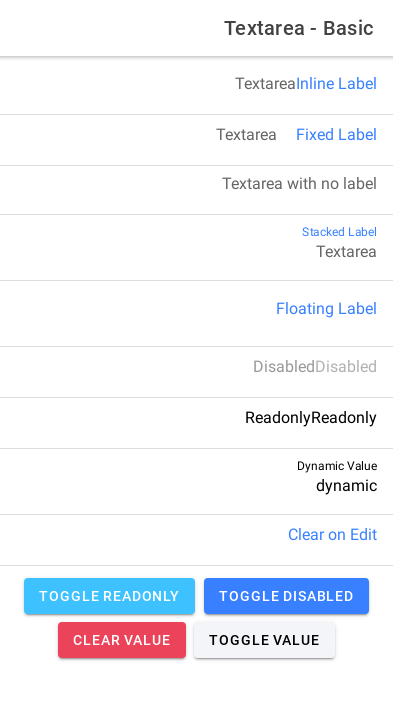 Textarea - Basic
TextareaInline Label
Textarea Fixed Label
Textarea with no label
Stacked Label
Textarea
Floating Label
DisabledDisabled
ReadonlyReadonly
Dynamic Value
dynamic
Clear on Edit
TOGGLE READONLY TOGGLE DISABLED
CLEAR VALUE TOGGLE VALUE